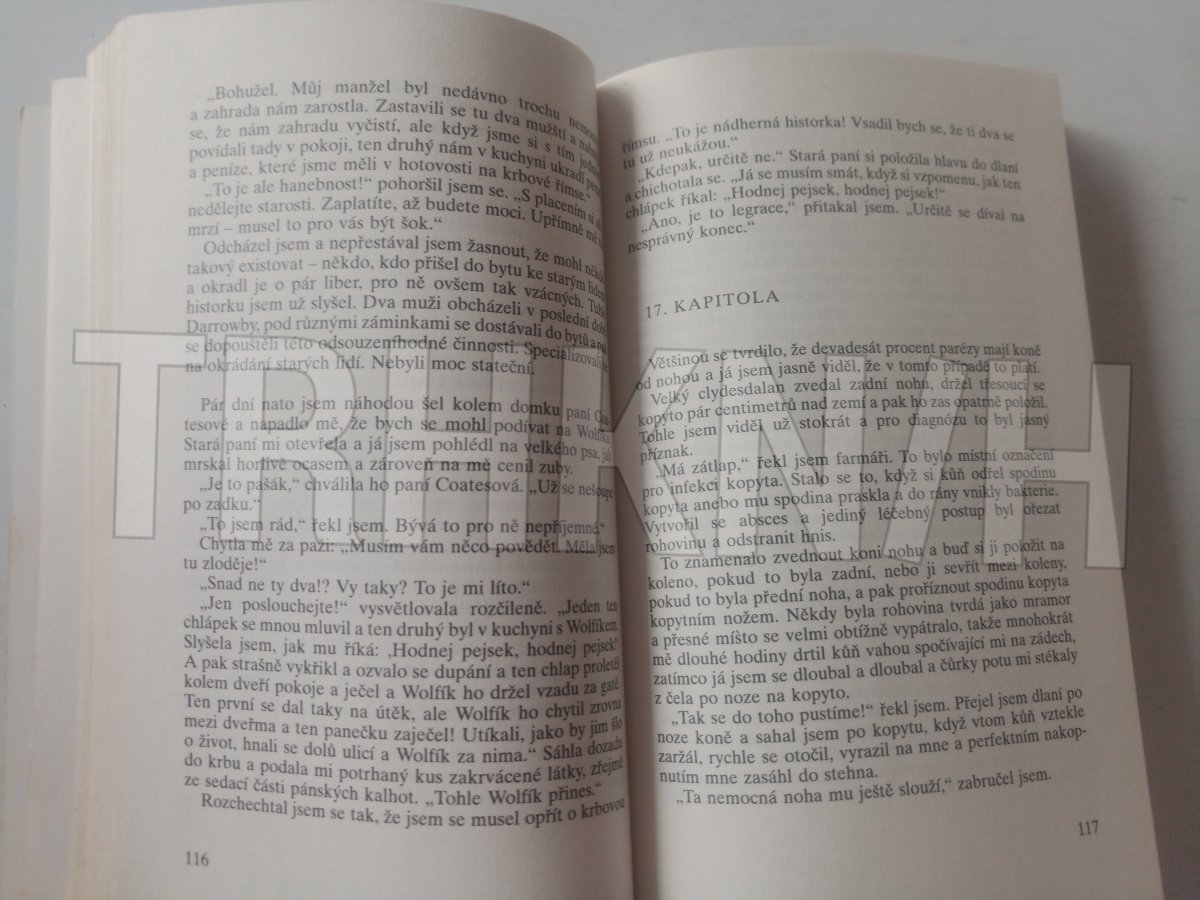 „Bohužel. Můj manžel byl nedávno trochu
a zahrada nám zarostla. Zastavili se tu dva mužští a
se, že nám zahradu vyčistí, ale když jsme si s tím
povídali tady v pokoji, ten druhý nám v kuchyni ukradl
a peníze, které jsme měli v hotovosti na krbové římse.“
„To je ale hanebnost!“ pohoršil jsem se. „S placením si
nedělejte starosti. Zaplatíte, až budete moci. Upřímně mě
mrzí – musel to pro vás být šok.“
Odcházel jsem a nepřestával jsem žasnout, že mohl
takový existovat – někdo, kdo přišel do bytu ke starým lidem
a okradl je o pár liber, pro ně ovšem tak vzácných.
historku jsem už slyšel. Dva muži obcházeli v poslední
Darrowby, pod různými záminkami se dostávali do bytů a
se dopouštěli této odsouzeníhodné činnosti.
na okrádání starých lidí. Nebyli moc stateční.
Pár dní nato jsem náhodou šel kolem domku paní Coa-
tesové a napadlo mě, že bych se mohl podívat na Wolfíka.
Stará paní mi otevřela a já jsem pohlédl na velkého psa, jak
mrskal horlivě ocasem a zároveň na mě cenil zuby.
„Je to pašák,“ chválila ho paní Coatesová. „Už se nešoupe
po zadku.“
„To jsem rád,“ řekl jsem. Bývá to pro ně nepříjemné.“
Chytla mě za paži: „Musím vám něco povědět. Měla jsem
tu zloděje!“
„Snad ne ty dva!? Vy taky? To je mi líto.“
„Jen poslouchejte!“ vysvětlovala rozčileně. „Jeden ten
chlápek se mnou mluvil a ten druhý byl v kuchyni s Wolfíkem.
Slyšela jsem, jak mu říká: ‚Hodnej pejsek, hodnej pejsek!‘
A pak strašně vykřikl a ozvalo se dupání a ten chlap proletěl
kolem dveří pokoje a ječel a Wolfík ho držel vzadu za gatě.
Ten první se dal taky na útěk, ale Wolfík ho chytil zrovna
mezi dveřma a ten panečku zaječel! Utíkali, jako by jim šlo
o život, hnali se dolů ulicí a Wolfík za nima.“ Sáhla dozadu
do krbu a podala mi potrhaný kus zakrvácené látky, zřejmě
ze sedací části pánských kalhot. „Tohle Wolfík přines.“
Rozchechtal jsem se tak, že jsem se musel opřít o krbovou
116
římsu. „To je nádherná historka! Vsadil bych se, že ti dva se
tu už neukážou.“
„Kdepak, určitě ne.“ Stará paní si položila hlavu do dlaní
a chichotala se. „Já se musím smát, když si vzpomenu, jak ten
chlápek říkal: „Hodnej pejsek, hodnej pejsek!“
„Ano, je to legrace,“ přitakal jsem. „Určitě se díval na
nesprávný konec.“
17. KAPITOLA
Většinou se tvrdilo, že devadesát procent parézy mají koně
od nohou a já jsem jasně viděl, že v tomto případě to platí.
Velký clydesdalan zvedal zadní nohu, držel třesoucí se
kopyto pár centimetrů nad zemí a pak ho zas opatrně položil.
Tohle jsem viděl už stokrát a pro diagnózu to byl jasný
příznak.
„Má zátlap,“ řekl jsem farmáři. To bylo místní označení
pro infekci kopyta. Stalo se to, když si kůň odřel spodinu
kopyta anebo mu spodina praskla a do rány vnikly bakterie.
Vytvořil se absces a jediný léčebný postup byl ořezat
rohovinu a odstranit hnis.
To znamenalo zvednout koni nohu a buď si ji položit na
koleno, pokud to byla zadní, nebo ji sevřít mezi koleny,
pokud to byla přední noha, a pak proříznout spodinu kopyta
kopytním nožem. Někdy byla rohovina tvrdá jako mramor
a přesné místo se velmi obtížně vypátralo, takže mnohokrát
mě dlouhé hodiny drtil kůň vahou spočívající mi na zádech,
zatímco já jsem se dloubal a dloubal a čůrky potu mi stékaly
z čela po noze na kopyto.
„Tak se do toho pustíme!“ řekl jsem. Přejel jsem dlaní po
noze koně a sahal jsem po kopytu, když vtom kůň vztekle
zaržál, rychle se otočil, vyrazil na mne a perfektním nakop-
nutím mne zasáhl do stehna.
„Ta nemocná noha mu ještě slouží,“ zabručel jsem.
117
TRHKNIH